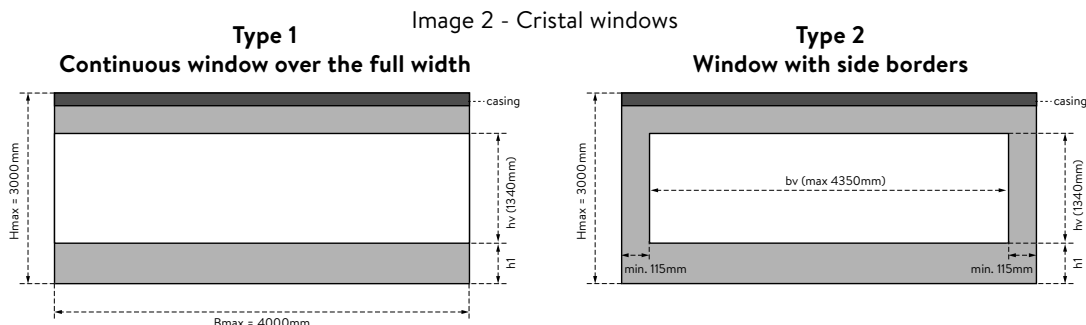 Image 2 - Cristal windows
Type 1
Continuous window over the full width
casing
Hmax = 3000mm
hv (1340mm)
h1
Bmax = 4000mm
Type 2
Window with side borders
casing
Hmax = 3000mm
bv (max 4350mm)
hv (1340mm)
min. 115mm
min. 115mm
h1